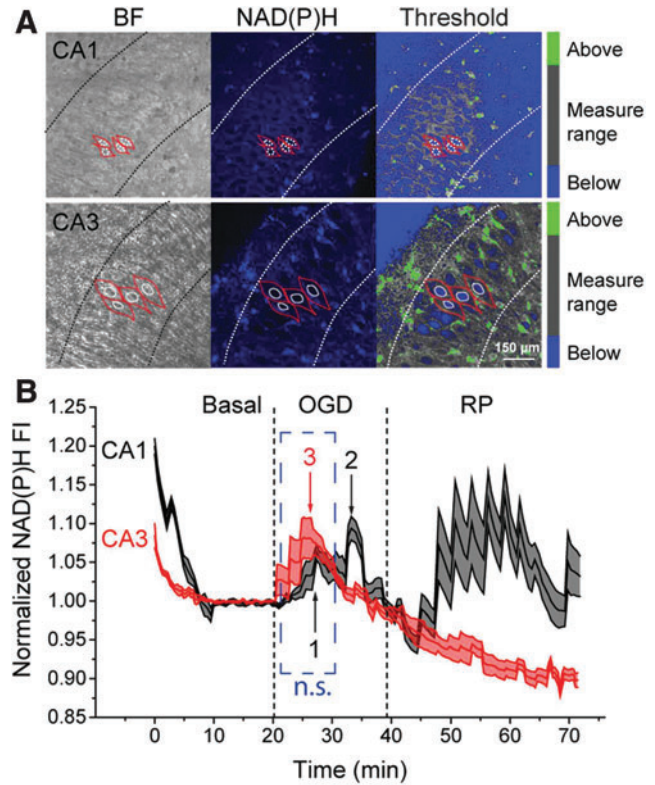 A
BF NAD(P)H Threshold
CA1
Above
Measure range
Below
CA3
Above
Measure range
Below
150 μm
B
Normalized NAD(P)H FI
1.25
1.20
1.15
1.10
1.05
1.00
0.95
0.90
0.85
Basal OGD RP
CA1
CA3
3
2
1
n.s.
0 10 20 30 40 50 60 70
Time (min)